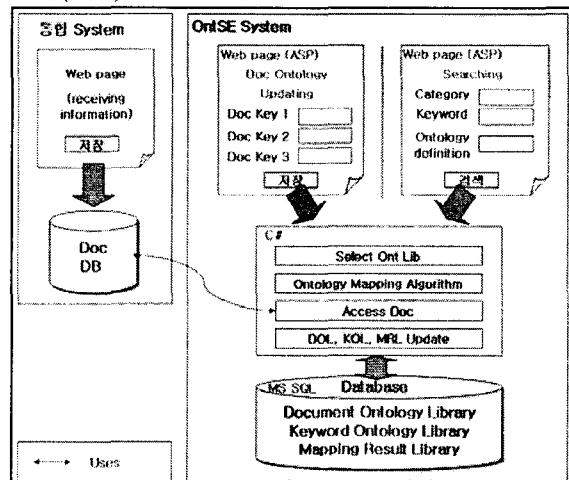 통합 System
Web page
(receiving
information)
저장
Doc
DB
Uses
OntSE System
Web page (ASP)
Doc Ontology
Updating
Doc Key 1
Doc Key 2
Doc Key 3
저장
Web page (ASP)
Searching
Category
Keyword
Ontology
definition
검색
C#
Select Ont Lib
Ontology Mapping Algorithm
Access Doc
DOL, KOL, MRL Update
MS SQL Database
Document Ontology Library
Keyword Ontology Library
Mapping Result Library